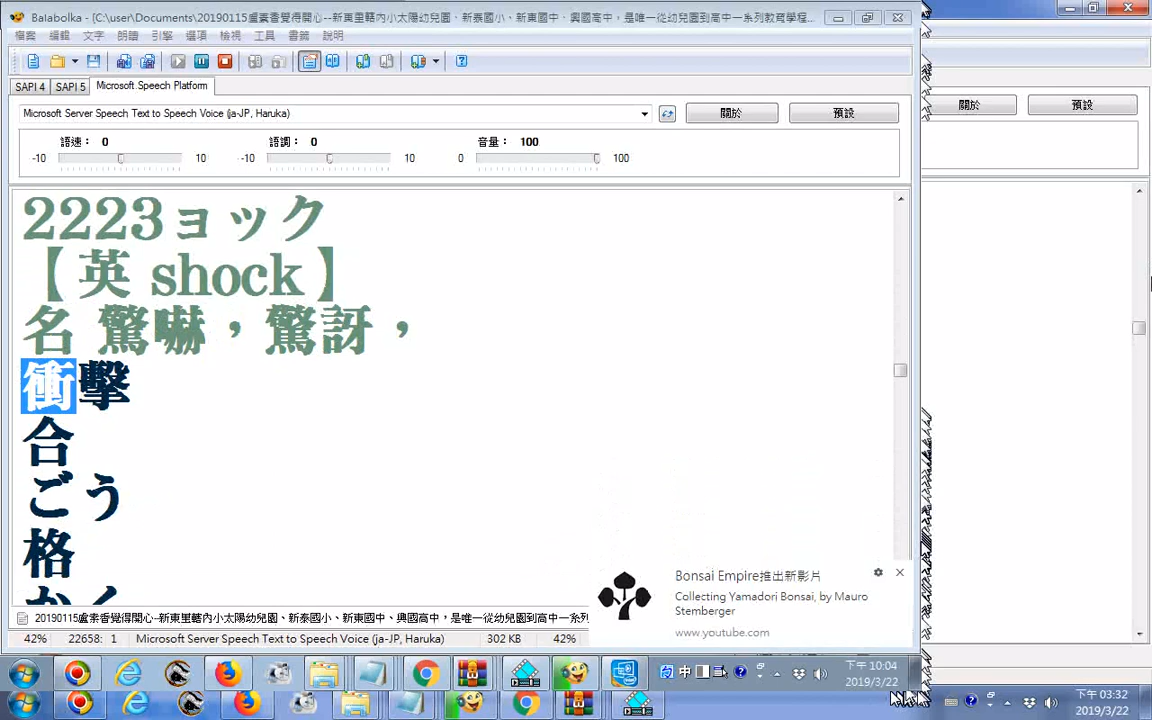 Balabolka - [C:\user\Documents\20190115盧素香覺得開心--新東里轄內小太陽幼兒園、新泰國小、新東國中、興國高中，是唯一從幼兒園到高中一系列教育學程...
檔案 編輯 文字 朗讀 引擎 選項 檢視 工具 書籤 說明
SAPI 4 SAPI 5 Microsoft Speech Platform
Microsoft Server Speech Text to Speech Voice (ja-JP, Haruka) 關於 預設
關於 預設
語速： 0 語調： 0 音量： 100
-10 10 -10 10 0 100
2223ョック
【英 shock】
名 驚嚇，驚訝，
衝擊
合
ごう
格
かく
Bonsai Empire推出新影片
Collecting Yamadori Bonsai, by Mauro
Stemberger
www.youtube.com
20190115盧素香覺得開心--新東里轄內小太陽幼兒園、新泰國小、新東國中、興國高中，是唯一從幼兒園到高中一系列
42% 22658: 1 Microsoft Server Speech Text to Speech Voice (ja-JP, Haruka) 302 KB 42%
中 下午 10:04
2019/3/22
下午 03:32
2019/3/22